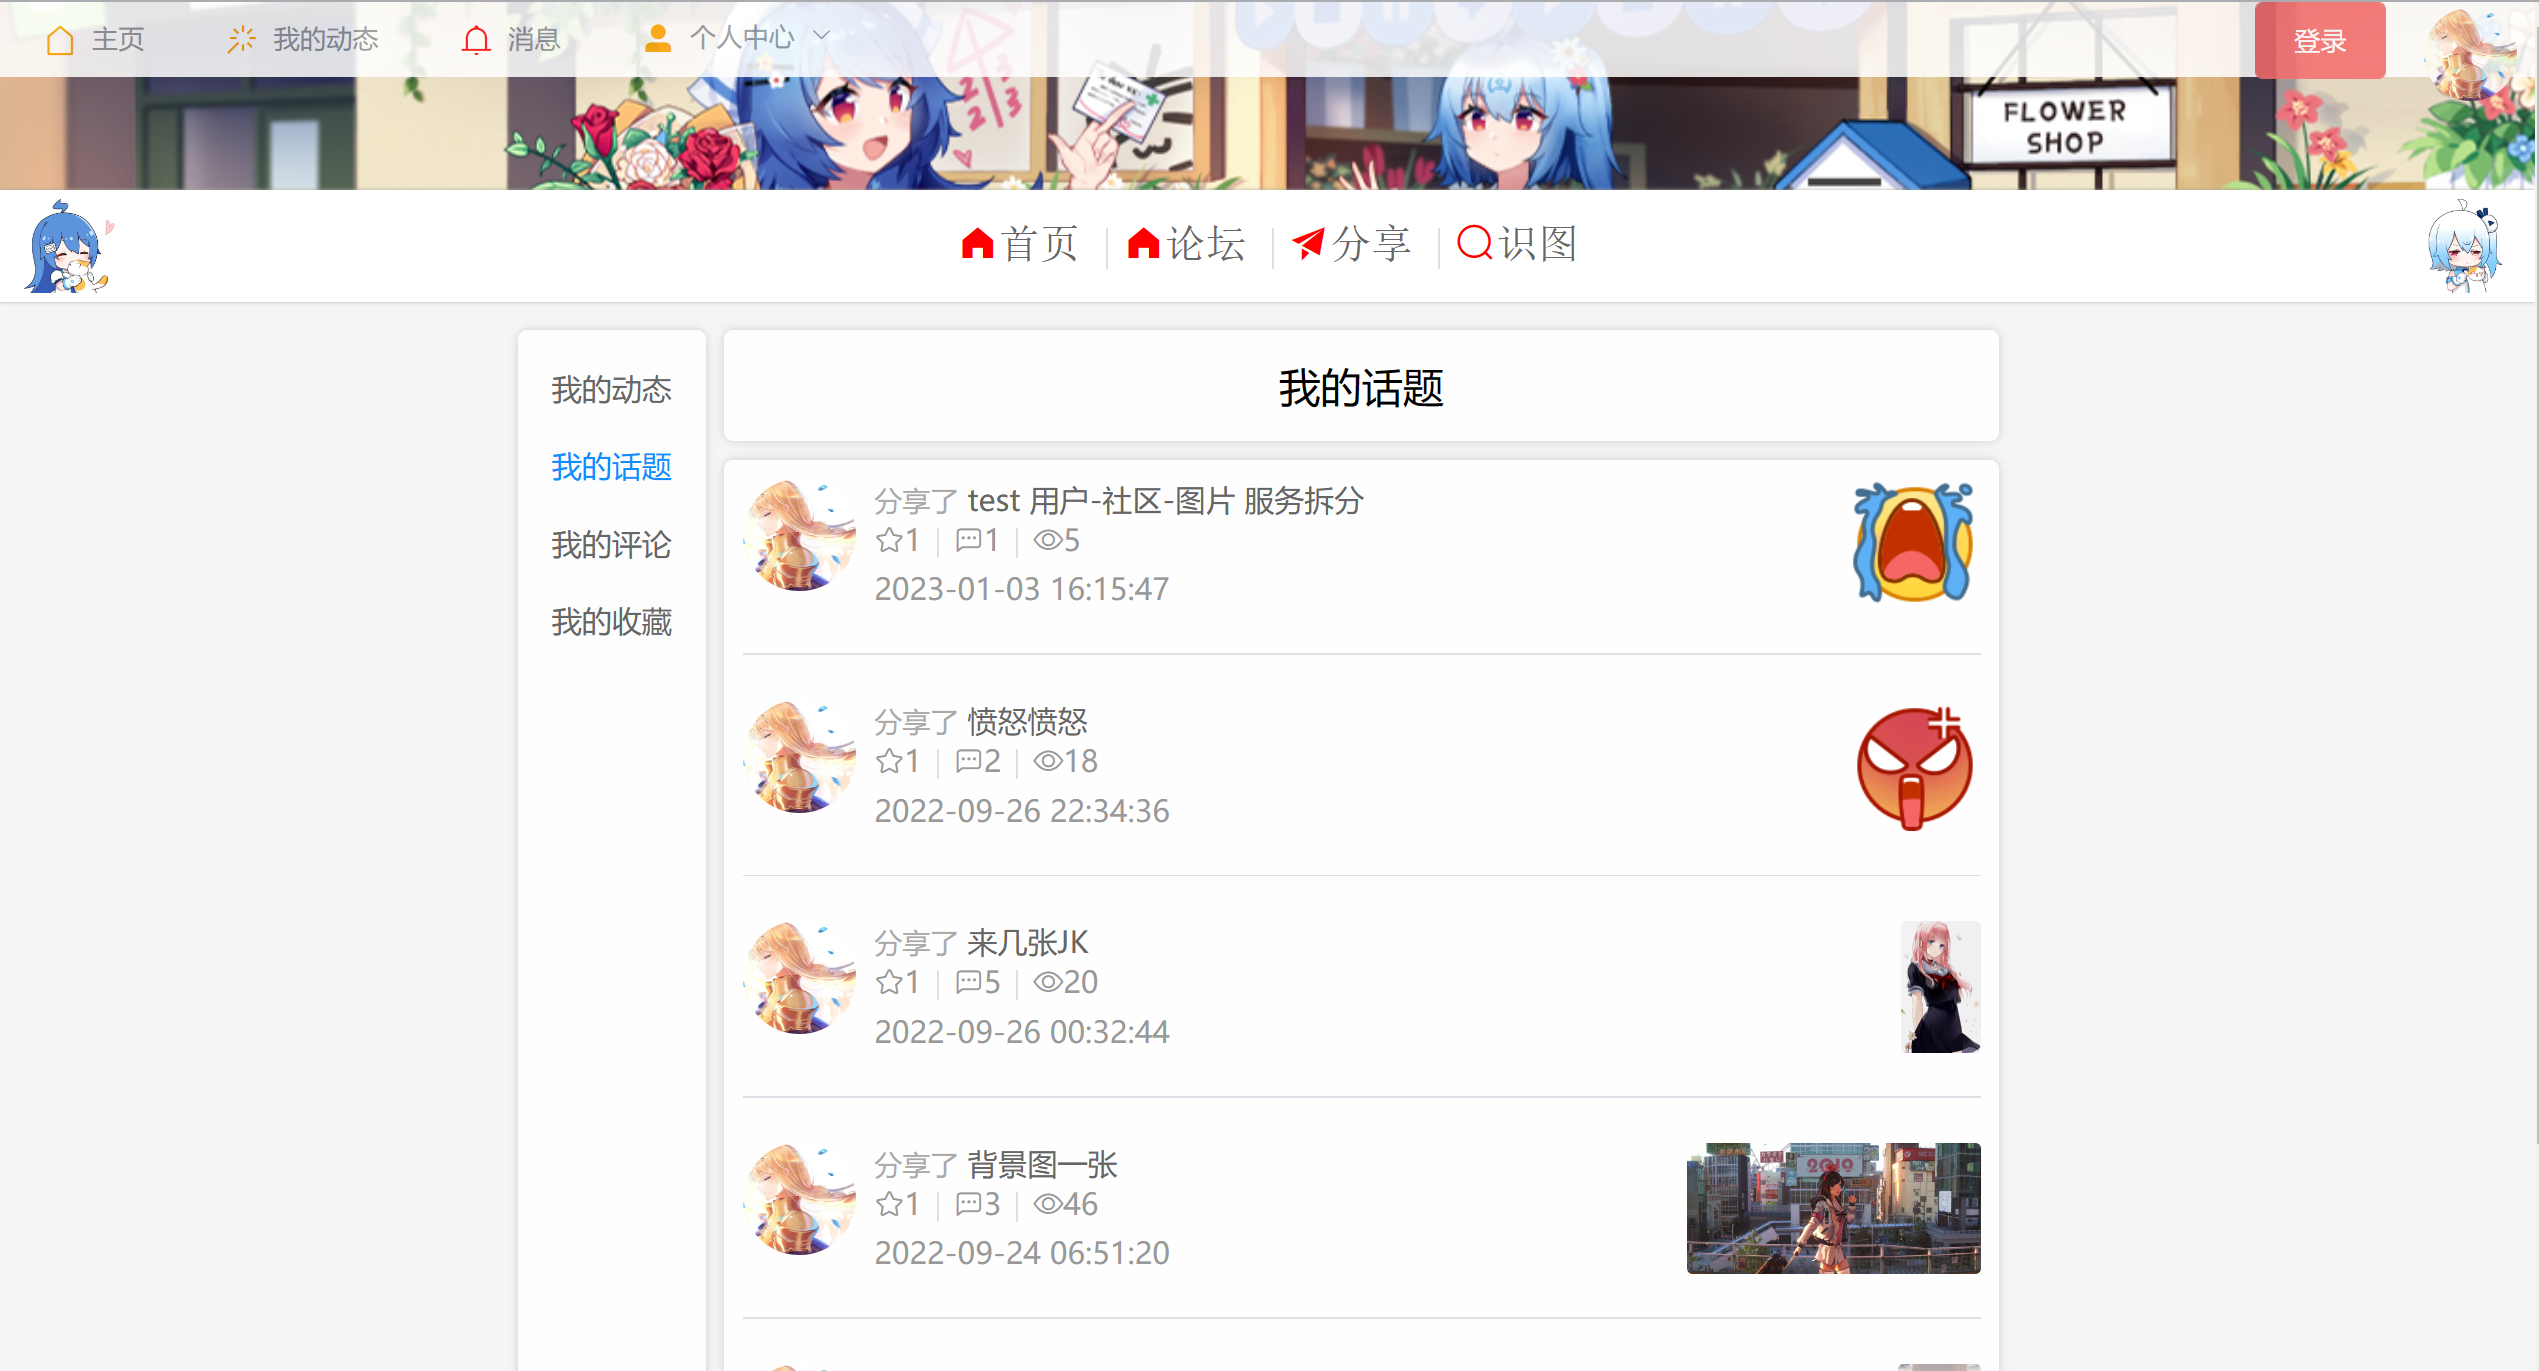 主页 我的动态 消息 个人中心 登录
FLOWER
SHOP
首页 论坛 分享 识图
我的动态
我的话题
我的评论
我的收藏
我的话题
分享了 test 用户-社区-图片 服务拆分
1 1 5
2023-01-03 16:15:47
分享了 愤怒愤怒
1 2 18
2022-09-26 22:34:36
分享了 来几张JK
1 5 20
2022-09-26 00:32:44
分享了 背景图一张
1 3 46
2022-09-24 06:51:20
2019